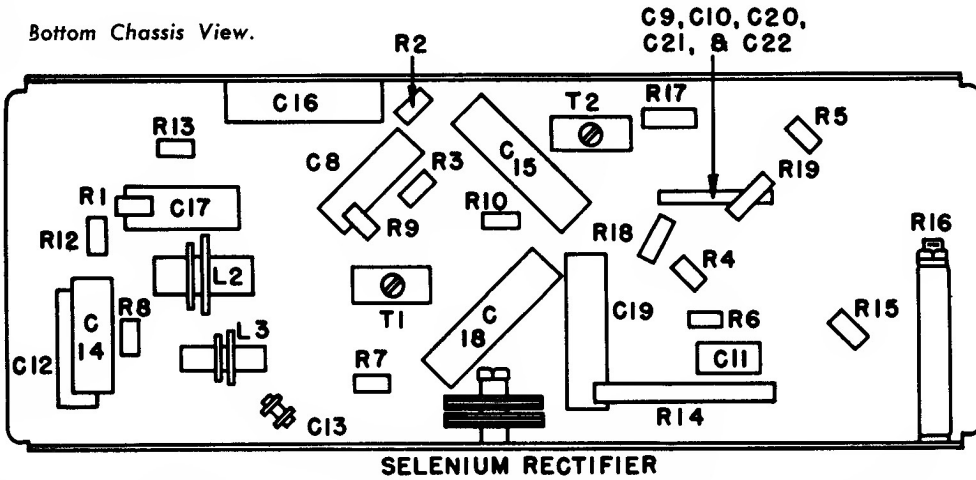 Bottom Chassis View.
C9, C10, C20,
C21, & C22
R2
C16
T2
R17
R5
R13
C8
R3
C
15
R19
R1
C17
R10
R9
R12
R18
R16
L2
R4
C
14
R8
T1
C
18
C19
R6
R15
L3
C12
R7
C11
C13
R14
SELENIUM RECTIFIER